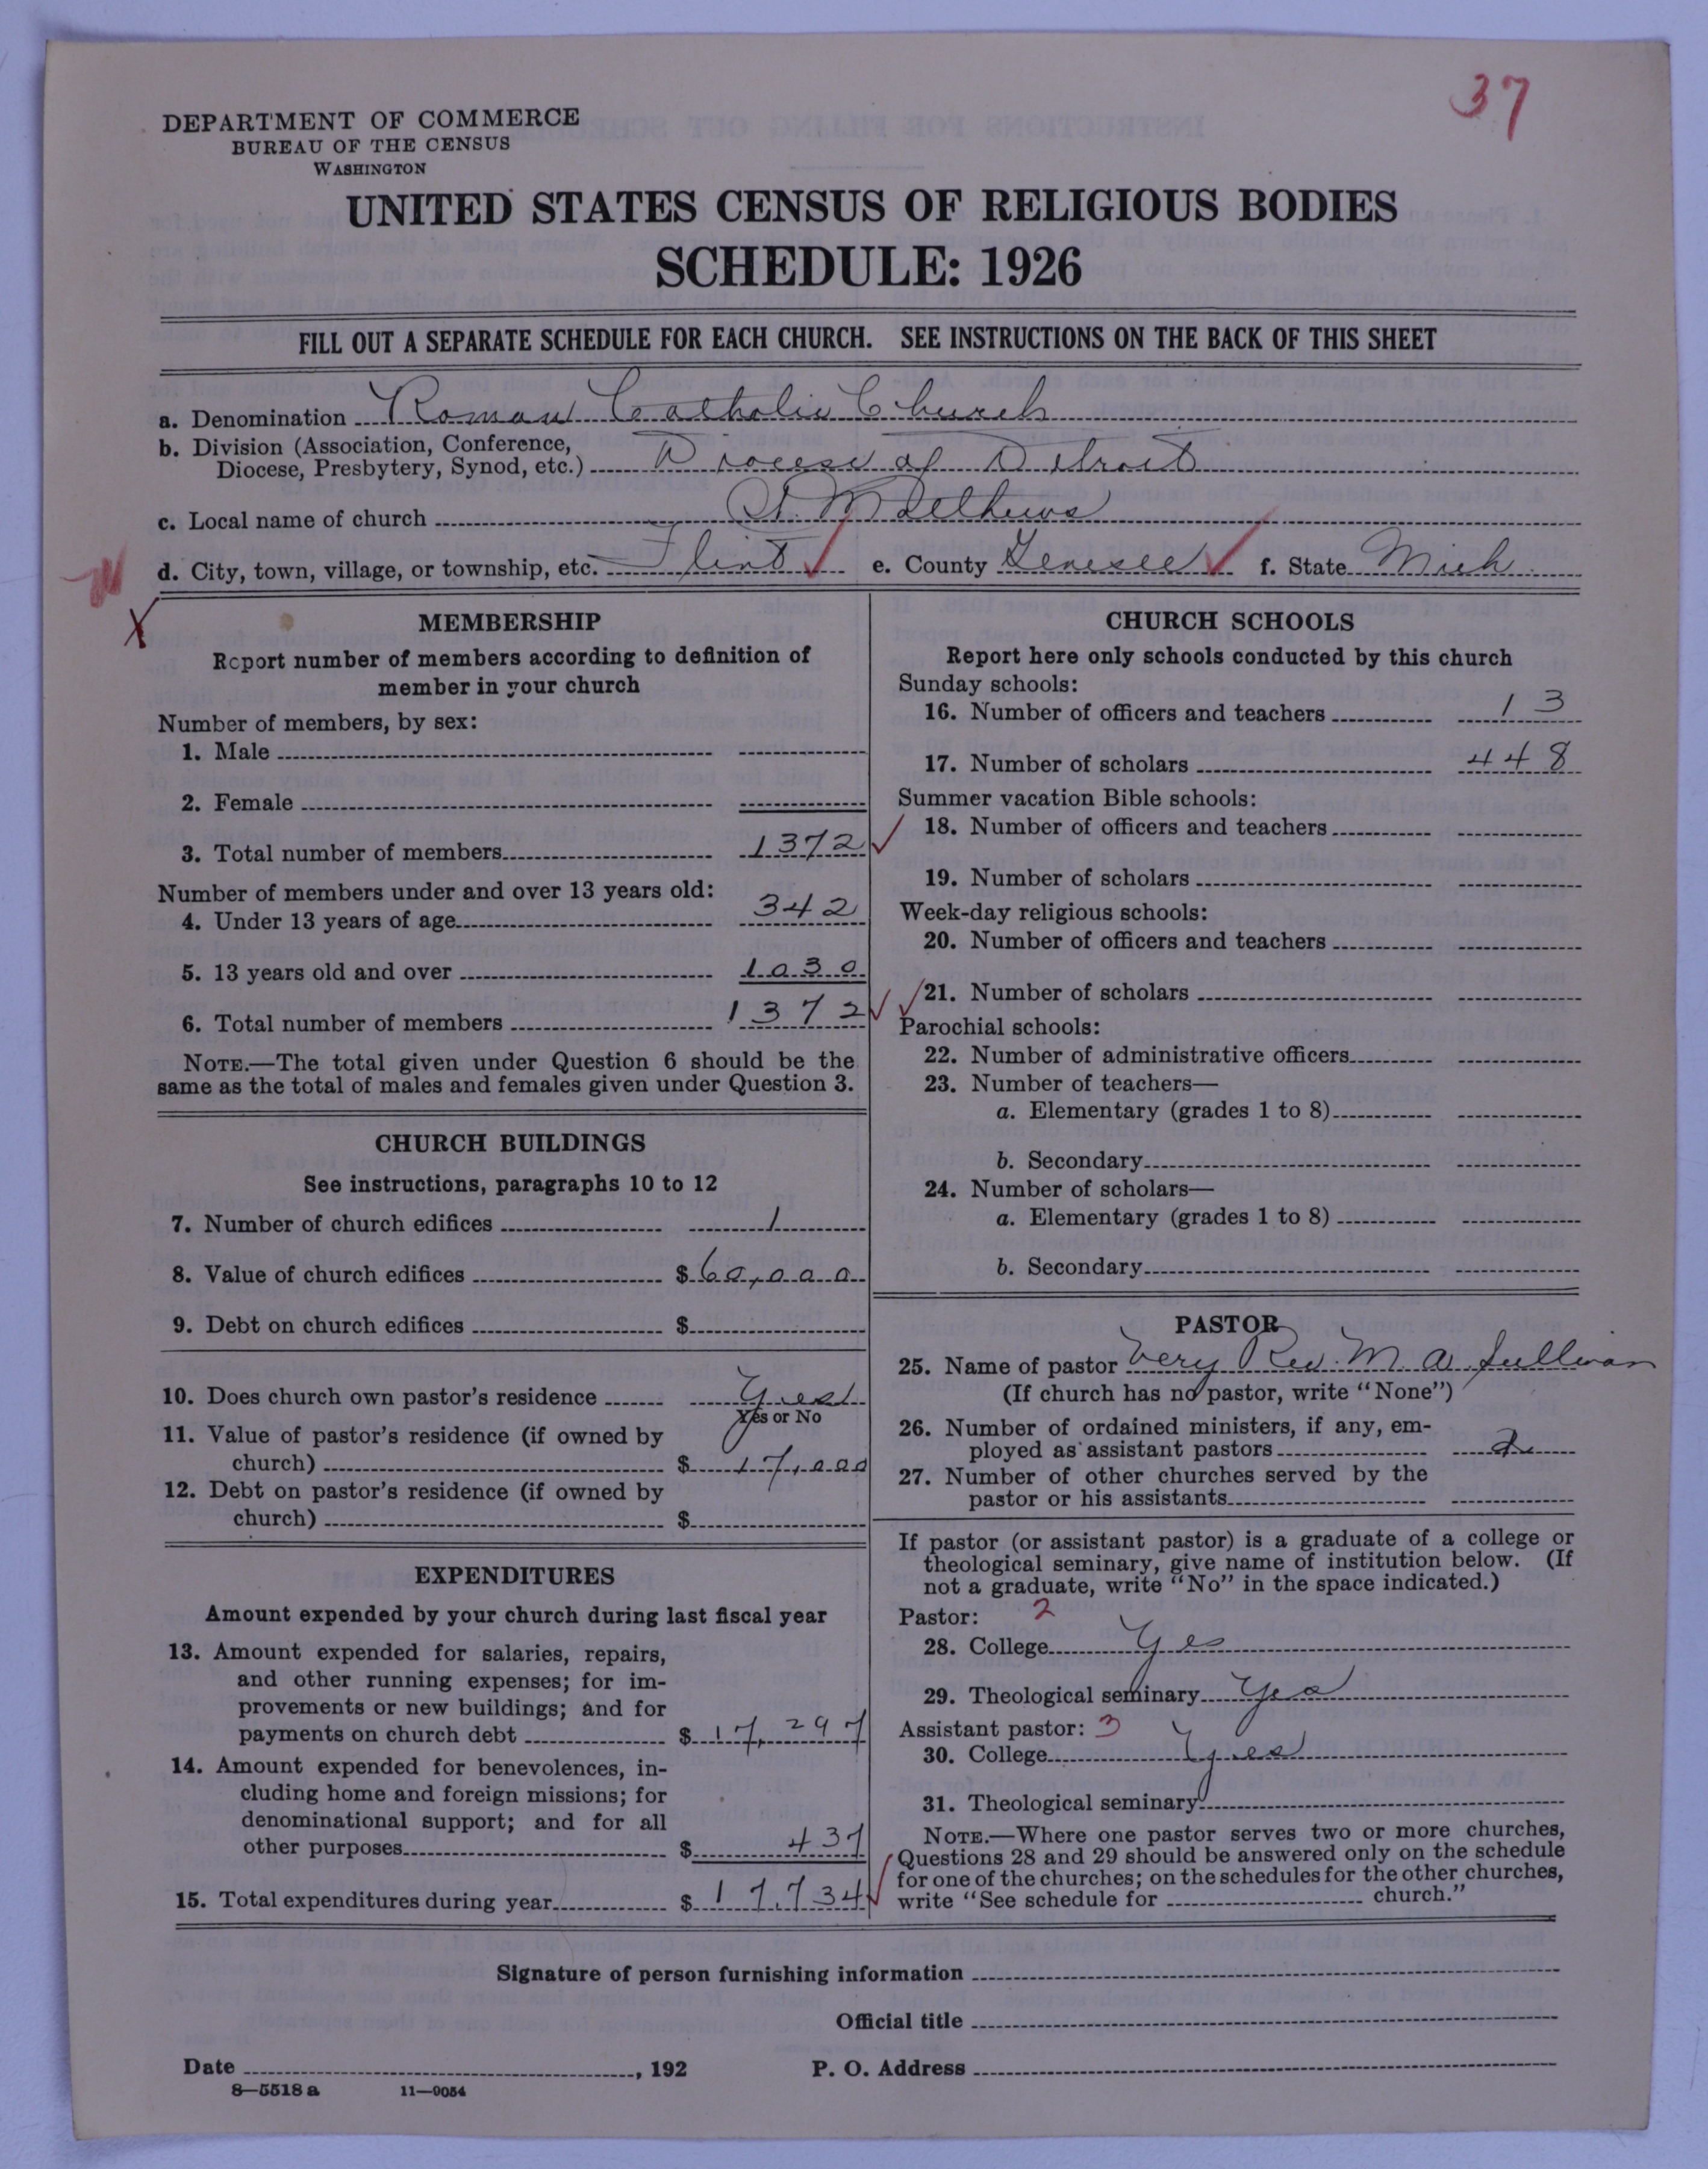 37
DEPARTMENT OF COMMERCE
BUREAU OF THE CENSUS
WASHINGTON
UNITED STATES CENSUS OF RELIGIOUS BODIES
SCHEDULE: 1926
FILL OUT A SEPARATE SCHEDULE FOR EACH CHURCH. SEE INSTRUCTIONS ON THE BACK OF THIS SHEET
a. Denomination Roman Catholic Church
b. Division (Association, Conference,
Diocese, Presbytery, Synod, etc.) Diocese of Detroit
c. Local name of church St. Mathews
d. City, town, village, or township, etc. Flint e. County Genesee f. State Mich.
X
MEMBERSHIP
Report number of members according to definition of
member in your church
Number of members, by sex:
1. Male
2. Female
3. Total number of members 1372
Number of members under and over 13 years old:
4. Under 13 years of age 342
5. 13 years old and over 1030
6. Total number of members 1372
NOTE.—The total given under Question 6 should be the
same as the total of males and females given under Question 3.
CHURCH BUILDINGS
See instructions, paragraphs 10 to 12
7. Number of church edifices 1
8. Value of church edifices $60,000
9. Debt on church edifices $
10. Does church own pastor's residence Yes
Yes or No
11. Value of pastor's residence (if owned by
church) $17,000
12. Debt on pastor's residence (if owned by
church) $
EXPENDITURES
Amount expended by your church during last fiscal year
13. Amount expended for salaries, repairs,
and other running expenses; for im-
provements or new buildings; and for
payments on church debt $17,297
14. Amount expended for benevolences, in-
cluding home and foreign missions; for
denominational support; and for all
other purposes $437
15. Total expenditures during year $17,734
CHURCH SCHOOLS
Report here only schools conducted by this church
Sunday schools:
16. Number of officers and teachers 13
17. Number of scholars 448
Summer vacation Bible schools:
18. Number of officers and teachers
19. Number of scholars
Week-day religious schools:
20. Number of officers and teachers
21. Number of scholars
Parochial schools:
22. Number of administrative officers
23. Number of teachers—
a. Elementary (grades 1 to 8)
b. Secondary
24. Number of scholars—
a. Elementary (grades 1 to 8)
b. Secondary
PASTOR
25. Name of pastor Very Rev. M. A. Sullivan
(If church has no pastor, write "None")
26. Number of ordained ministers, if any, em-
ployed as assistant pastors 2
27. Number of other churches served by the
pastor or his assistants
If pastor (or assistant pastor) is a graduate of a college or
theological seminary, give name of institution below. (If
not a graduate, write "No" in the space indicated.)
Pastor: 2
28. College Yes
29. Theological seminary Yes
Assistant pastor: 3
30. College Yes
31. Theological seminary
NOTE.—Where one pastor serves two or more churches,
Questions 28 and 29 should be answered only on the schedule
for one of the churches; on the schedules for the other churches,
write "See schedule for church."
Signature of person furnishing information
Official title
Date , 192 P. O. Address
8—5518 a 11—9054